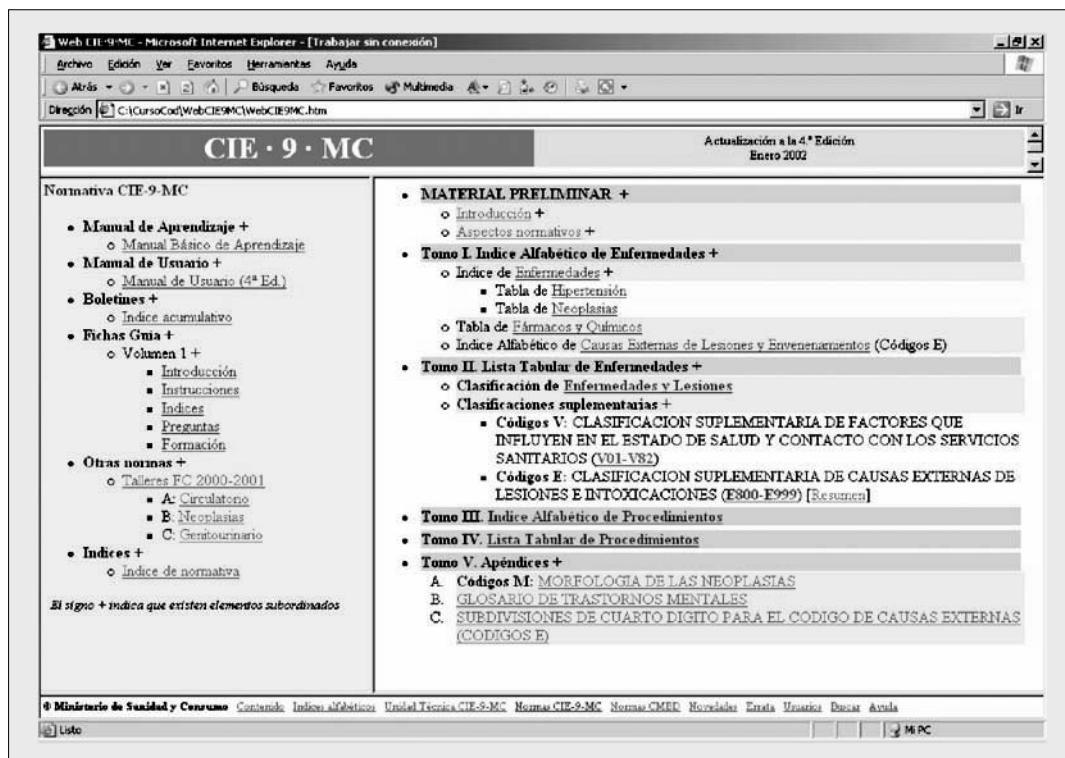 Web CIE·9·MC - Microsoft Internet Explorer - [Trabajar sin conexión]
Archivo Edición Ver Favoritos Herramientas Ayuda
Atrás Búsqueda Favoritos Multimedia
Dirección C:\CursoCod\WebCIE9MC\WebCIE9MC.htm Ir
CIE · 9 · MC
Actualización a la 4.ª Edición
Enero 2002
Normativa CIE-9-MC
• Manual de Aprendizaje +
o Manual Básico de Aprendizaje
• Manual de Usuario +
o Manual de Usuario (4ª Ed.)
• Boletines +
o Indice acumulativo
• Fichas Guia +
o Volumen 1 +
▪ Introducción
▪ Instrucciones
▪ Indices
▪ Preguntas
▪ Formación
• Otras normas +
o Talleres FC 2000-2001
▪ A: Circulatorio
▪ B: Neoplasias
▪ C: Genitourinario
• Indices +
o Indice de normativa
El signo + indica que existen elementos subordinados
• MATERIAL PRELIMINAR +
o Introducción +
o Aspectos normativos +
• Tomo I. Indice Alfabético de Enfermedades +
o Indice de Enfermedades +
▪ Tabla de Hipertensión
▪ Tabla de Neoplasias
o Tabla de Fármacos y Químicos
o Indice Alfabético de Causas Externas de Lesiones y Envenenamientos (Códigos E)
• Tomo II. Lista Tabular de Enfermedades +
o Clasificación de Enfermedades y Lesiones
o Clasificaciones suplementarias +
▪ Códigos V: CLASIFICACION SUPLEMENTARIA DE FACTORES QUE
INFLUYEN EN EL ESTADO DE SALUD Y CONTACTO CON LOS SERVICIOS
SANITARIOS (V01-V82)
▪ Códigos E: CLASIFICACION SUPLEMENTARIA DE CAUSAS EXTERNAS DE
LESIONES E INTOXICACIONES (E800-E999) [Resumen]
• Tomo III. Indice Alfabético de Procedimientos
• Tomo IV. Lista Tabular de Procedimientos
• Tomo V. Apéndices +
A. Códigos M: MORFOLOGIA DE LAS NEOPLASIAS
B. GLOSARIO DE TRASTORNOS MENTALES
C. SUBDIVISIONES DE CUARTO DIGITO PARA EL CODIGO DE CAUSAS EXTERNAS
(CODIGOS E)
® Ministerio de Sanidad y Consumo Contenido Indices alfabéticos Unidad Técnica CIE-9-MC Normas CIE-9-MC Normas CMBD Novedades Errata Usuarios Buscar Ayuda
Listo Mi PC